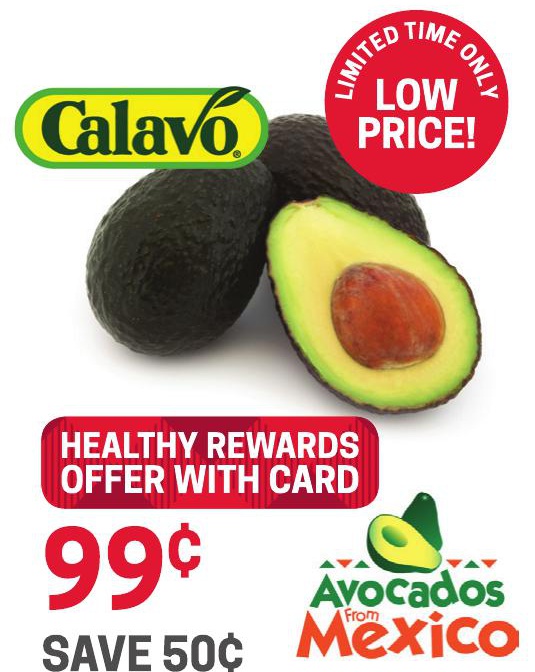 LIMITED TIME ONLY
LOW
PRICE!
Calavo®
HEALTHY REWARDS
OFFER WITH CARD
99¢
SAVE 50¢
Avocados
From
Mexico